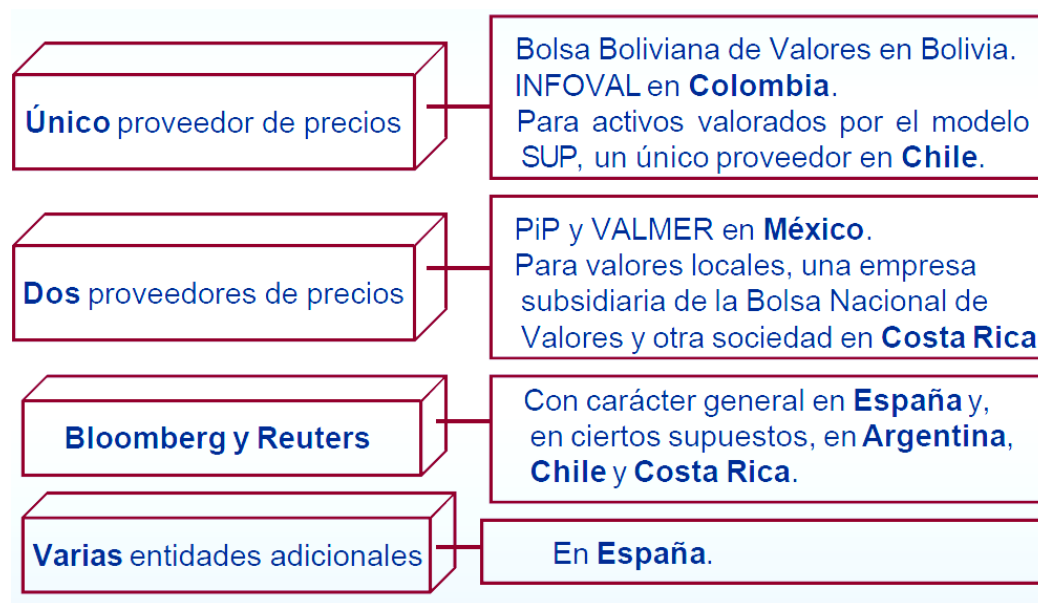 Único proveedor de precios
Bolsa Boliviana de Valores en Bolivia.
INFOVAL en Colombia.
Para activos valorados por el modelo
SUP, un único proveedor en Chile.
Dos proveedores de precios
PiP y VALMER en México.
Para valores locales, una empresa
subsidiaria de la Bolsa Nacional de
Valores y otra sociedad en Costa Rica
Bloomberg y Reuters
Con carácter general en España y,
en ciertos supuestos, en Argentina,
Chile y Costa Rica.
Varias entidades adicionales
En España.